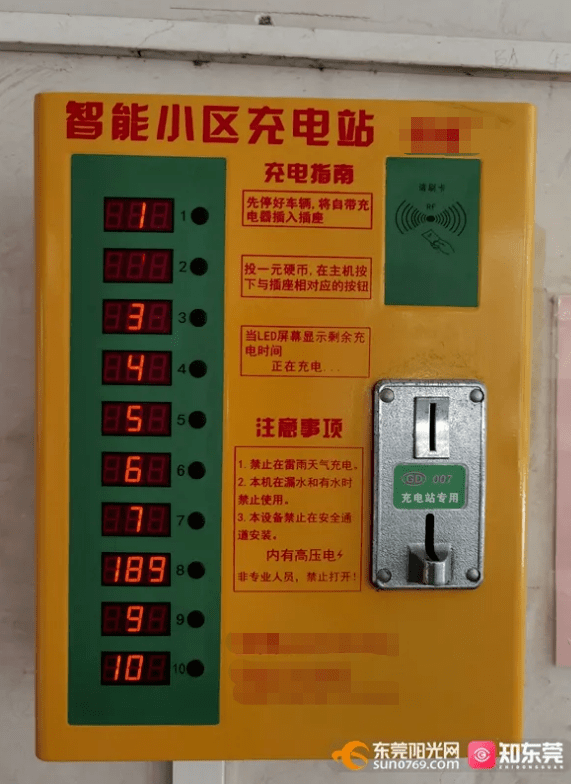 智能小区充电站
充电指南
请刷卡
RF
先停好车辆,将自带充
电器插入插座
投一元硬币,在主机按
下与插座相对应的按钮
当LED屏幕显示剩余充
电时间
正在充电...
注意事项
1. 禁止在雷雨天气充电。
2. 本机在漏水和有水时
禁止使用。
3. 本设备禁止在安全通
道安装。
内有高压电⚡
非专业人员，禁止打开！
1 1
2
3 3
4 4
5 5
6 6
7 7
189 8
9 9
10 10
GD 007
充电站专用
东莞阳光网
sun0769.com
知东莞
ZHIDONGGUAN